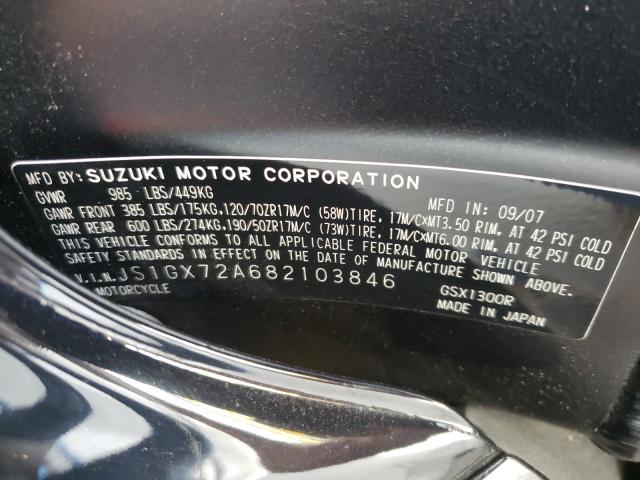 MFD BY: SUZUKI MOTOR CORPORATION MFD IN: 09/07
GVWR 985 LBS/449KG
GAWR FRONT 385 LBS/175KG,120/70ZR17M/C (58W)TIRE, 17M/CxMT3.50 RIM, AT 42 PSI COLD
GAWR REAR 600 LBS/274KG,190/50ZR17M/C (73W)TIRE, 17M/CxMT6.00 RIM, AT 42 PSI COLD
THIS VEHICLE CONFORMS TO ALL APPLICABLE FEDERAL MOTOR VEHICLE
SAFETY STANDARDS IN EFFECT ON THE DATE OF MANUFACTURE SHOWN ABOVE.
V.I.N. JS1GX72A682103846 GSX1300R
MOTORCYCLE MADE IN JAPAN